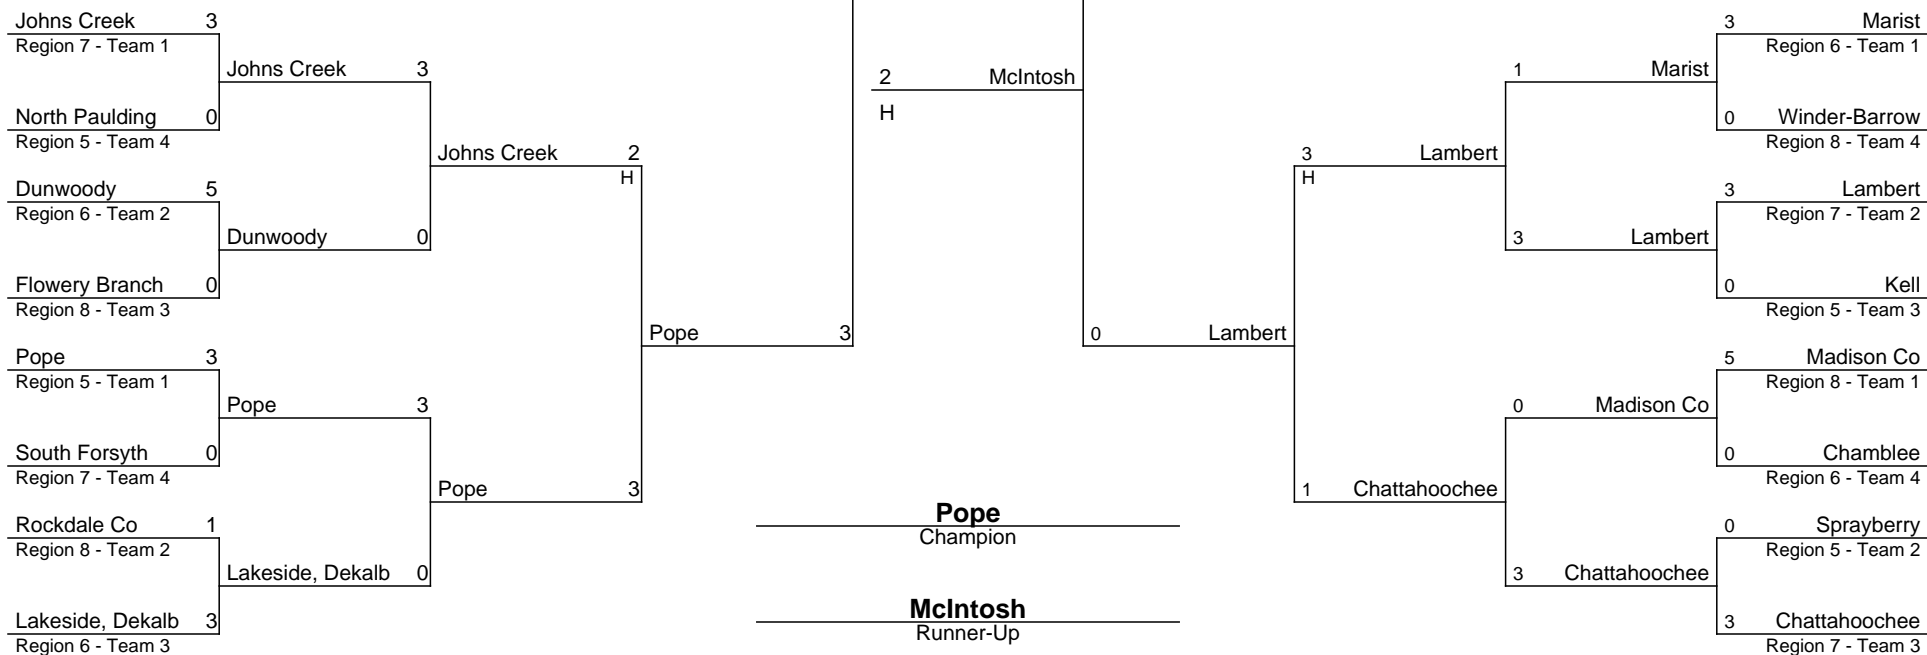 Johns Creek 3
Region 7 - Team 1
North Paulding 0
Region 5 - Team 4
Dunwoody 5
Region 6 - Team 2
Flowery Branch 0
Region 8 - Team 3
Pope 3
Region 5 - Team 1
South Forsyth 0
Region 7 - Team 4
Rockdale Co 1
Region 8 - Team 2
Lakeside, Dekalb 3
Region 6 - Team 3
Johns Creek 3
Dunwoody 0
Pope 3
Lakeside, Dekalb 0
Johns Creek 2
H
Pope 3
Pope 3
2 McIntosh
H
Pope
Champion
McIntosh
Runner-Up
0 Lambert
3 Lambert
H
1 Chattahoochee
1 Marist
3 Lambert
0 Madison Co
3 Chattahoochee
3 Marist
Region 6 - Team 1
0 Winder-Barrow
Region 8 - Team 4
3 Lambert
Region 7 - Team 2
0 Kell
Region 5 - Team 3
5 Madison Co
Region 8 - Team 1
0 Chamblee
Region 6 - Team 4
0 Sprayberry
Region 5 - Team 2
3 Chattahoochee
Region 7 - Team 3